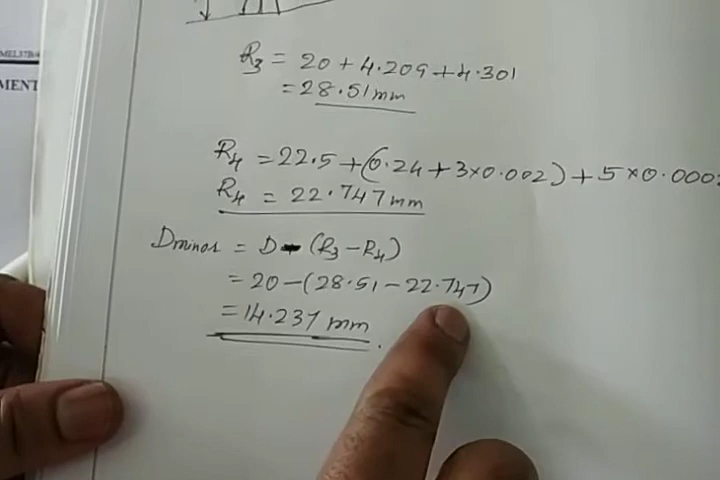 MENT
R3 = 20 + 4.209 + 4.301
= 28.51 mm
R4 = 22.5 + (0.24 + 3×0.002) + 5×0.000
R4 = 22.747 mm
Dminor = D - (R3 - R4)
= 20 - (28.51 - 22.747)
= 14.237 mm